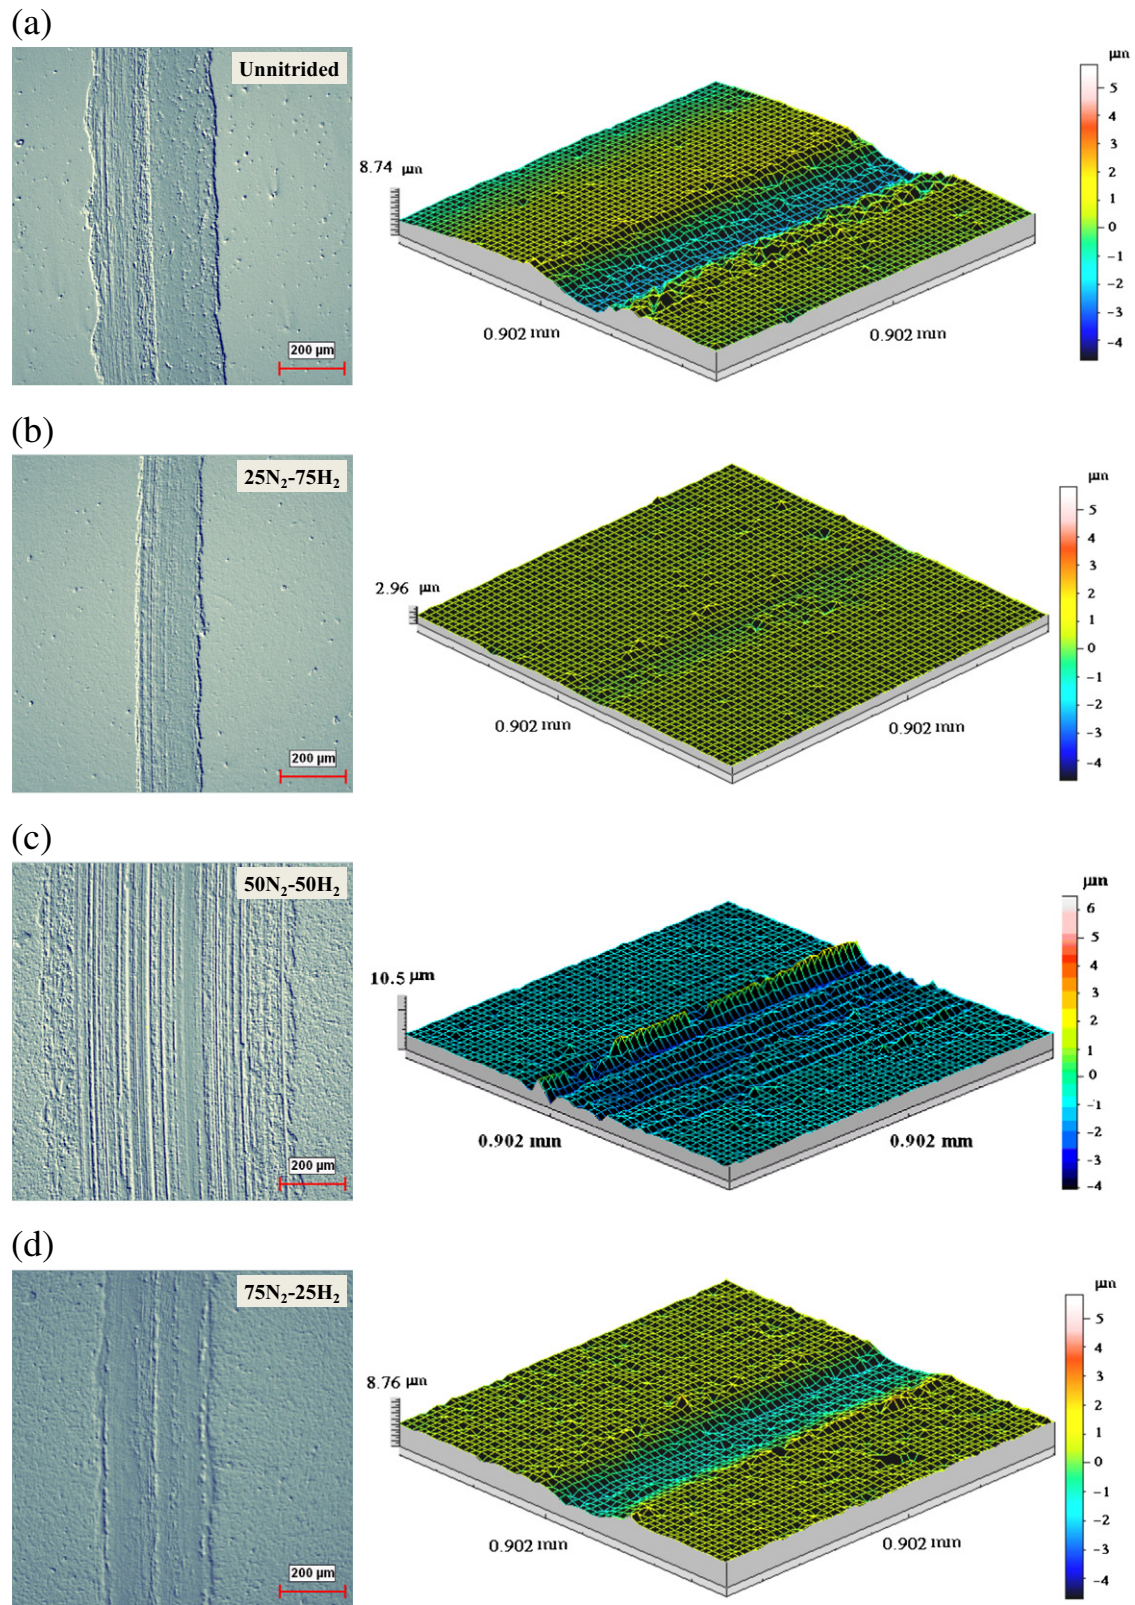 (a)
Unnitrided
200 µm
8.74 µm
0.902 mm
0.902 mm
µm
5
4
3
2
1
0
−1
−2
−3
−4
(b)
25N₂-75H₂
200 µm
2.96 µm
0.902 mm
0.902 mm
µm
5
4
3
2
1
0
−1
−2
−3
−4
(c)
50N₂-50H₂
200 µm
10.5 µm
0.902 mm
0.902 mm
µm
6
5
4
3
2
1
0
−1
−2
−3
−4
(d)
75N₂-25H₂
200 µm
8.76 µm
0.902 mm
0.902 mm
µm
5
4
3
2
1
0
−1
−2
−3
−4